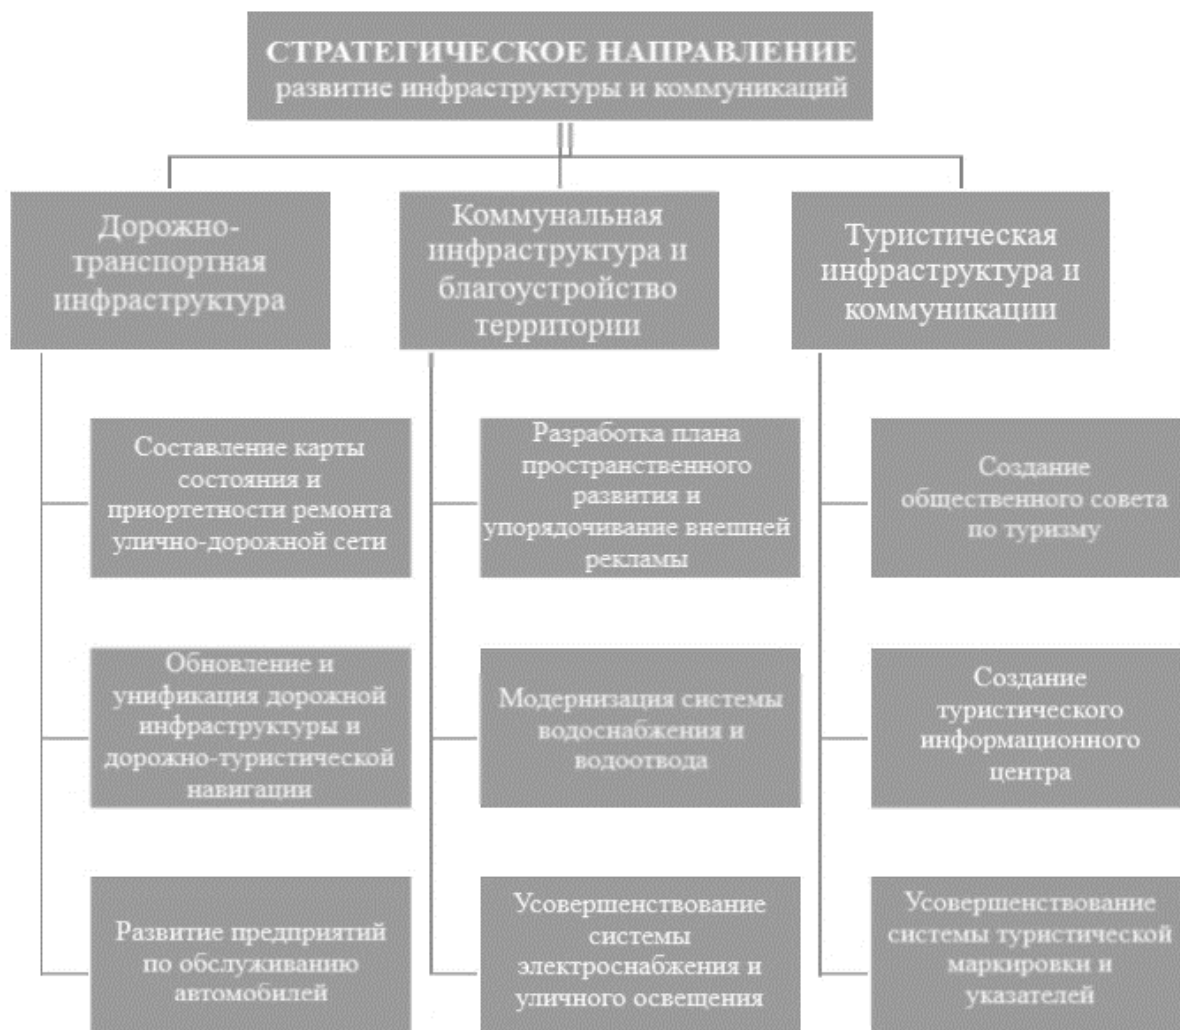 СТРАТЕГИЧЕСКОЕ НАПРАВЛЕНИЕ
развитие инфраструктуры и коммуникаций
Дорожно-
транспортная
инфраструктура
Коммунальная
инфраструктура и
благоустройство
территории
Туристическая
инфраструктура и
коммуникации
Составление карты
состояния и
приортетности ремонта
улично-дорожной сети
Обновление и
унификация дорожной
инфраструктуры и
дорожно-туристической
навигации
Развитие предприятий
по обслуживанию
автомобилей
Разработка плана
пространственного
развития и
упорядочивание внешней
рекламы
Модернизация системы
водоснабжения и
водоотвода
Усовершенствование
системы
электроснабжения и
уличного освещения
Создание
общественного совета
по туризму
Создание
туристического
информационного
центра
Усовершенствование
системы туристической
маркировки и
указателей